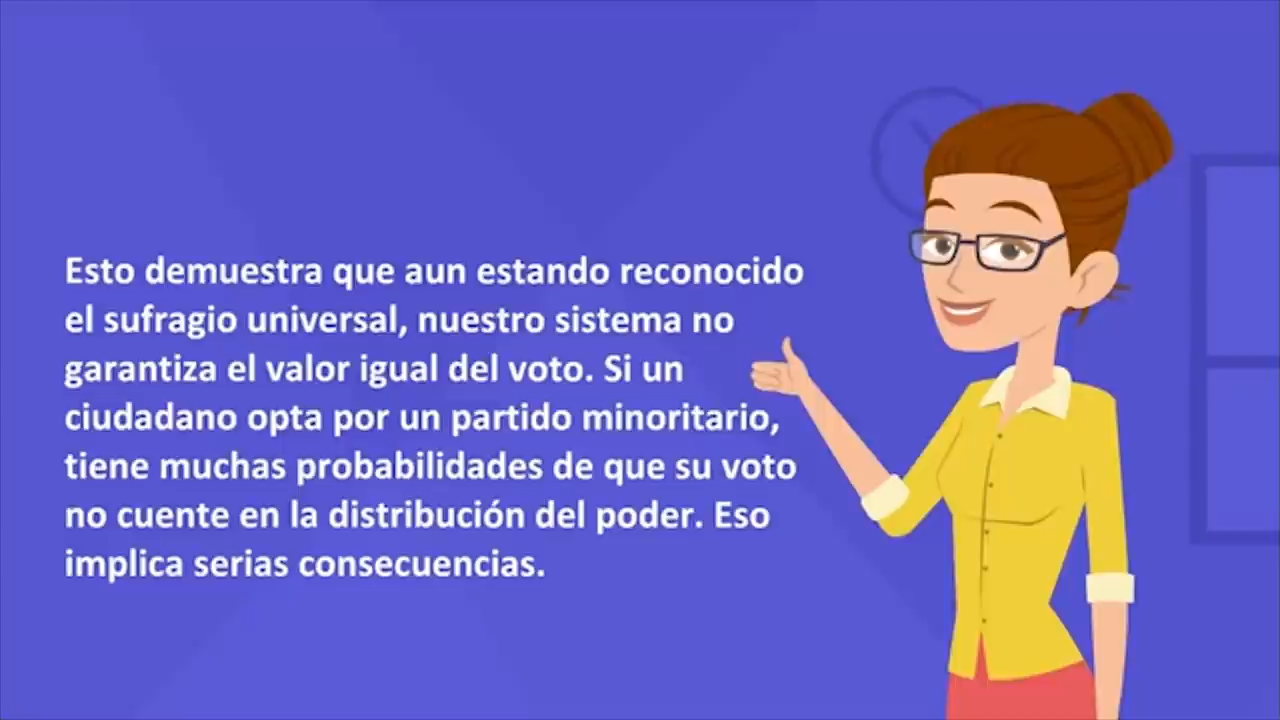 Esto demuestra que aun estando reconocido
el sufragio universal, nuestro sistema no
garantiza el valor igual del voto. Si un
ciudadano opta por un partido minoritario,
tiene muchas probabilidades de que su voto
no cuente en la distribución del poder. Eso
implica serias consecuencias.